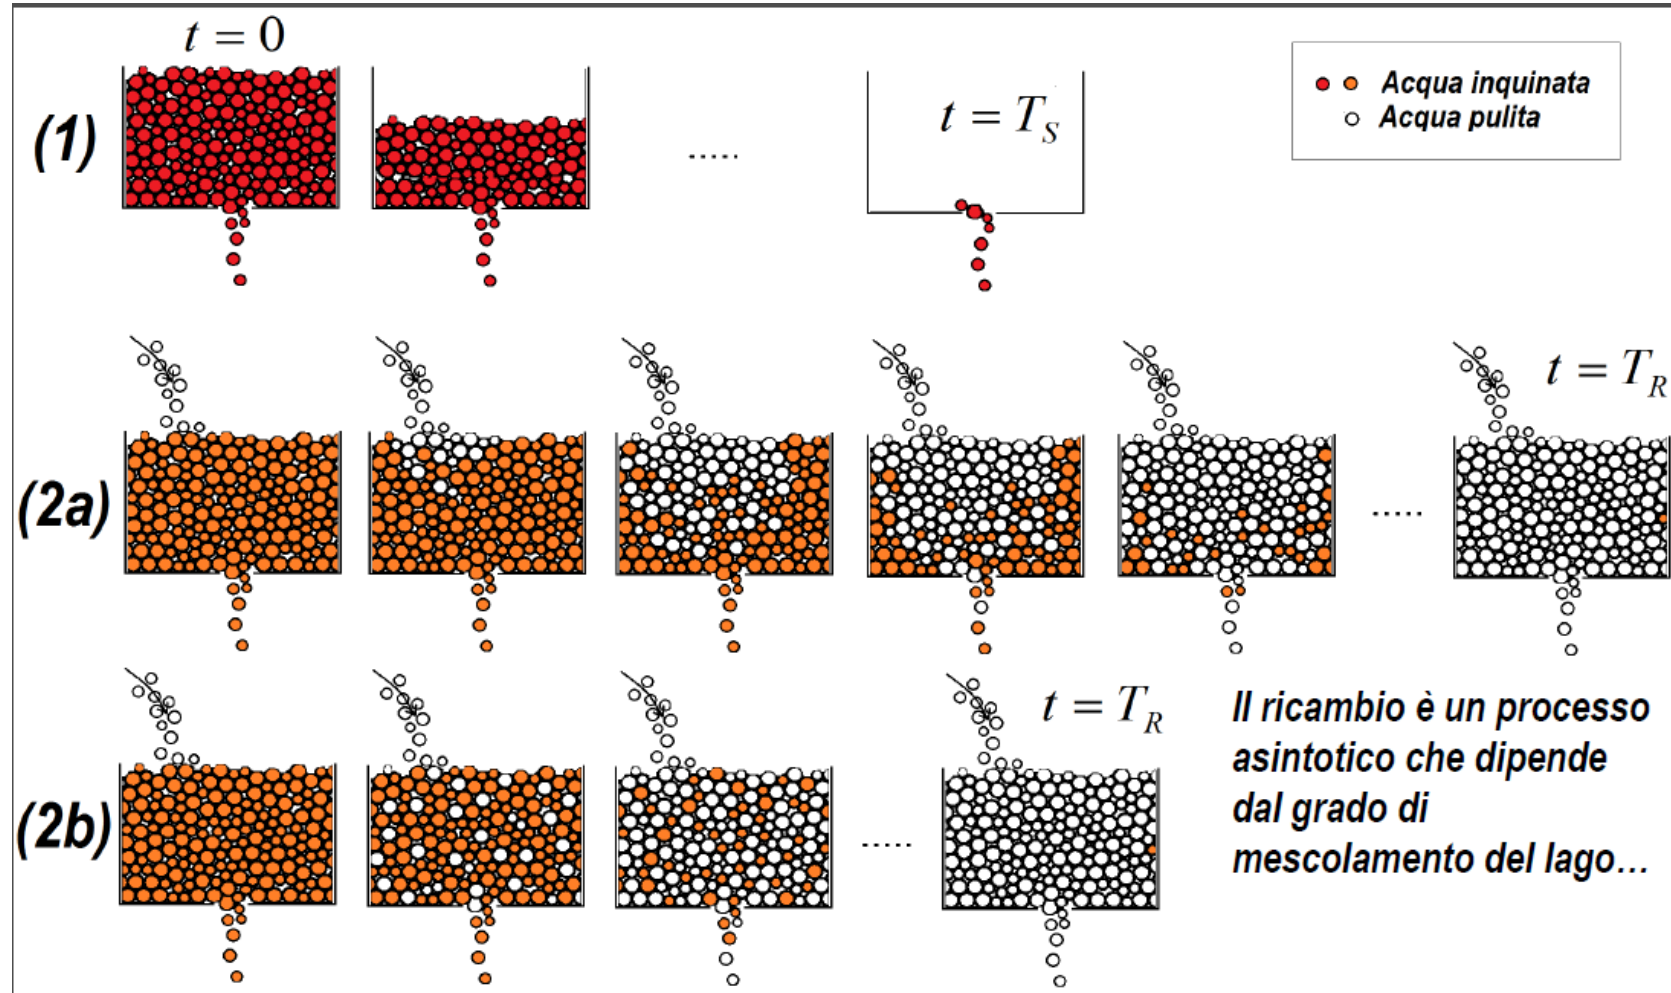 t = 0
(1)
.....
t = T_S
Acqua inquinata
Acqua pulita
(2a)
.....
t = T_R
(2b)
.....
t = T_R
Il ricambio è un processo
asintotico che dipende
dal grado di
mescolamento del lago…